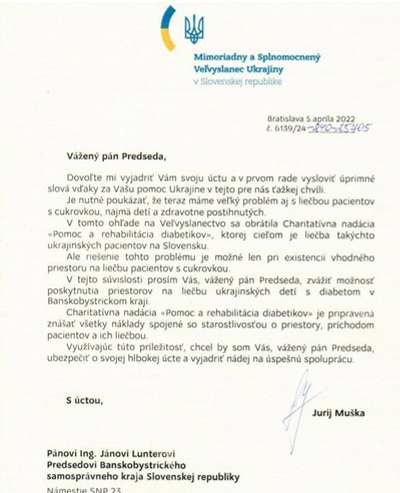 Mimoriadny a Splnomocnený
Veľvyslanec Ukrajiny
v Slovenskej republike
Bratislava 5 apríla 2022
č. 6139/24-
Vážený pán Predseda,
Dovoľte mi vyjadriť Vám svoju úctu a v prvom rade vysloviť úprimné
slová vďaky za Vašu pomoc Ukrajine v tejto pre nás ťažkej chvíli.
Je nutné poukázať, že teraz máme veľký problém aj s liečbou pacientov
s cukrovkou, najmä detí a zdravotne postihnutých.
V tomto ohľade na Veľvyslanectvo sa obrátila Charitatívna nadácia
«Pomoc a rehabilitácia diabetikov», ktorej cieľom je liečba takýchto
ukrajinských pacientov na Slovensku.
Ale riešenie tohto problému je možné len pri existencii vhodného
priestoru na liečbu pacientov s cukrovkou.
V tejto súvislosti prosím Vás, vážený pán Predseda, zvážiť možnosť
poskytnutia priestorov na liečbu ukrajinských detí s diabetom v
Banskobystrickom kraji.
Charitatívna nadácia «Pomoc a rehabilitácia diabetikov» je pripravená
znášať všetky náklady spojené so starostlivosťou o priestory, príchodom
pacientov a ich liečbou.
Využívajúc túto príležitosť, chcel by som Vás, vážený pán Predseda,
ubezpečiť o svojej hlbokej úcte a vyjadriť nádej na úspešnú spoluprácu.
S úctou,
Jurij Muška
Pánovi Ing. Jánovi Lunterovi
Predsedovi Banskobystrického
samosprávneho kraja Slovenskej republiky
Námestie SNP 23